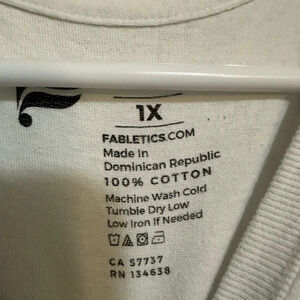 1X
FABLETICS.COM
Made in
Dominican Republic
100% COTTON
Machine Wash Cold
Tumble Dry Low
Low Iron If Needed
CA 57737
RN 134638